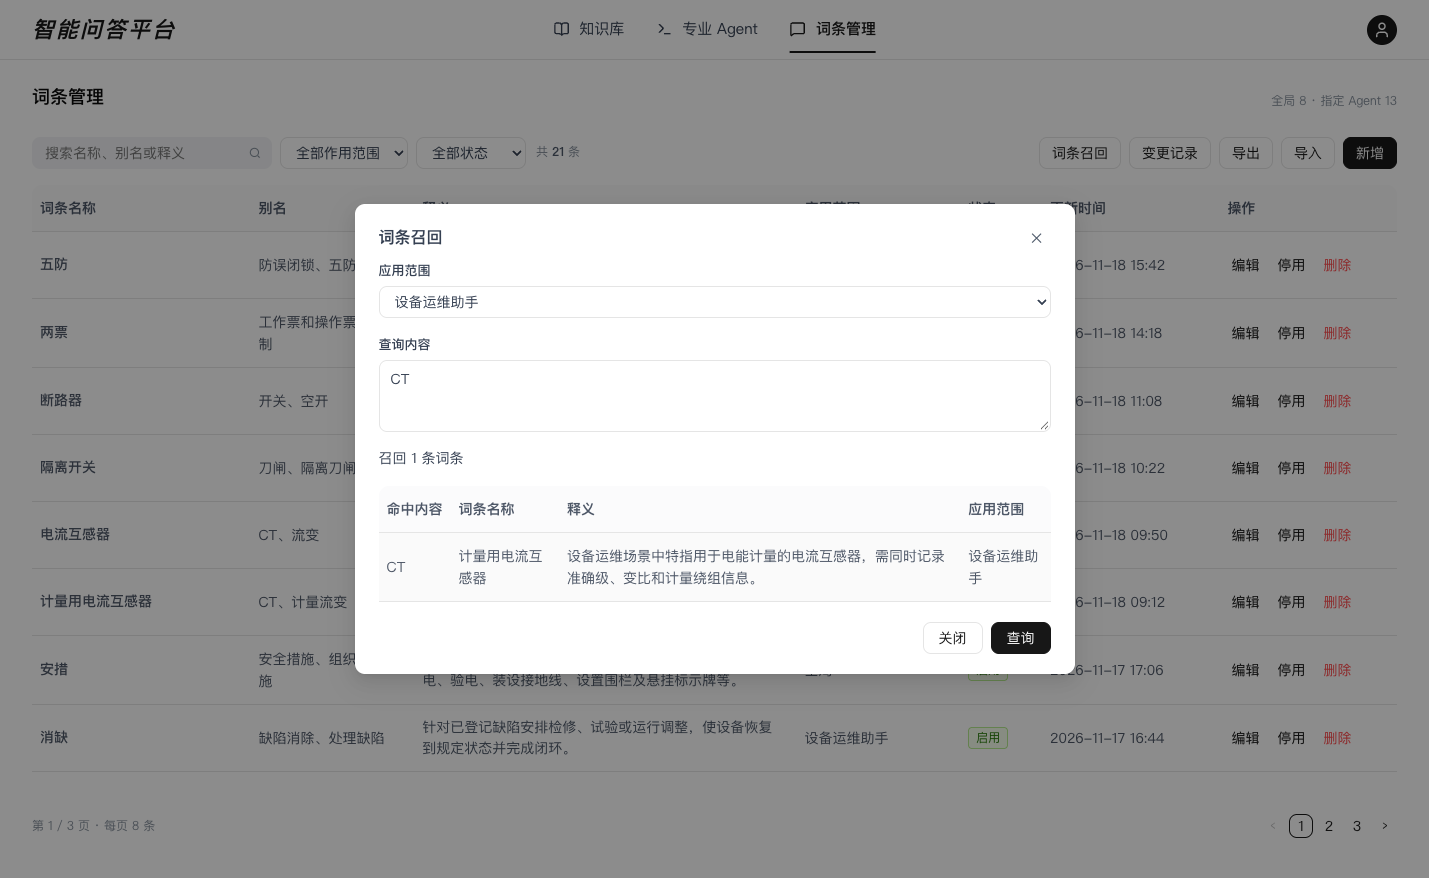 智能问答平台
知识库
专业 Agent
词条管理
词条管理
全局 8 · 指定 Agent 13
搜索名称、别名或释义
全部作用范围
全部状态
共 21 条
词条召回
变更记录
导出
导入
新增
词条名称
别名
新时间
操作
五防
防误闭锁、五防
6-11-18 15:42
编辑
停用
删除
两票
工作票和操作票
制
6-11-18 14:18
编辑
停用
删除
断路器
开关、空开
6-11-18 11:08
编辑
停用
删除
隔离开关
刀闸、隔离刀闸
6-11-18 10:22
编辑
停用
删除
电流互感器
CT、流变
6-11-18 09:50
编辑
停用
删除
计量用电流互感器
CT、计量流变
6-11-18 09:12
编辑
停用
删除
安措
安全措施、组织
施
电、验电、装设接地线、设置围栏及悬挂标示牌等。
2026-11-17 17:06
编辑
停用
删除
消缺
缺陷消除、处理缺陷
针对已登记缺陷安排检修、试验或运行调整，使设备恢复
到规定状态并完成闭环。
设备运维助手
启用
2026-11-17 16:44
编辑
停用
删除
第 1 / 3 页 · 每页 8 条
1
2
3
词条召回
应用范围
设备运维助手
查询内容
CT
召回 1 条词条
命中内容
词条名称
释义
应用范围
CT
计量用电流互
感器
设备运维场景中特指用于电能计量的电流互感器，需同时记录
准确级、变比和计量绕组信息。
设备运维助
手
关闭
查询